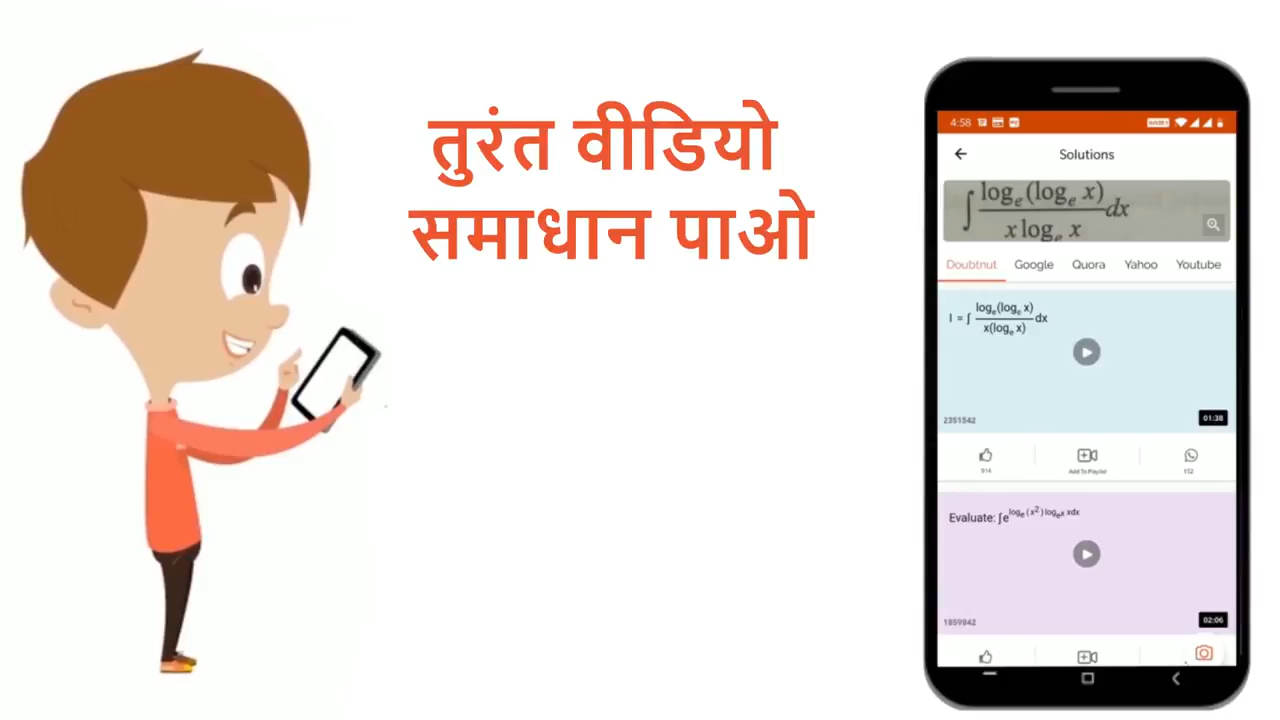 तुरंत वीडियो
समाधान पाओ
4:58
Solutions
∫ logₑ(logₑ x) / x logₑ x dx
Doubtnut Google Quora Yahoo Youtube
I = ∫ logₑ(logₑ x) / x(logₑ x) dx
2351542 01:38
914 Add To Playlist 152
Evaluate: ∫e^logₑ(x²)logₑx xdx
1859842 02:06